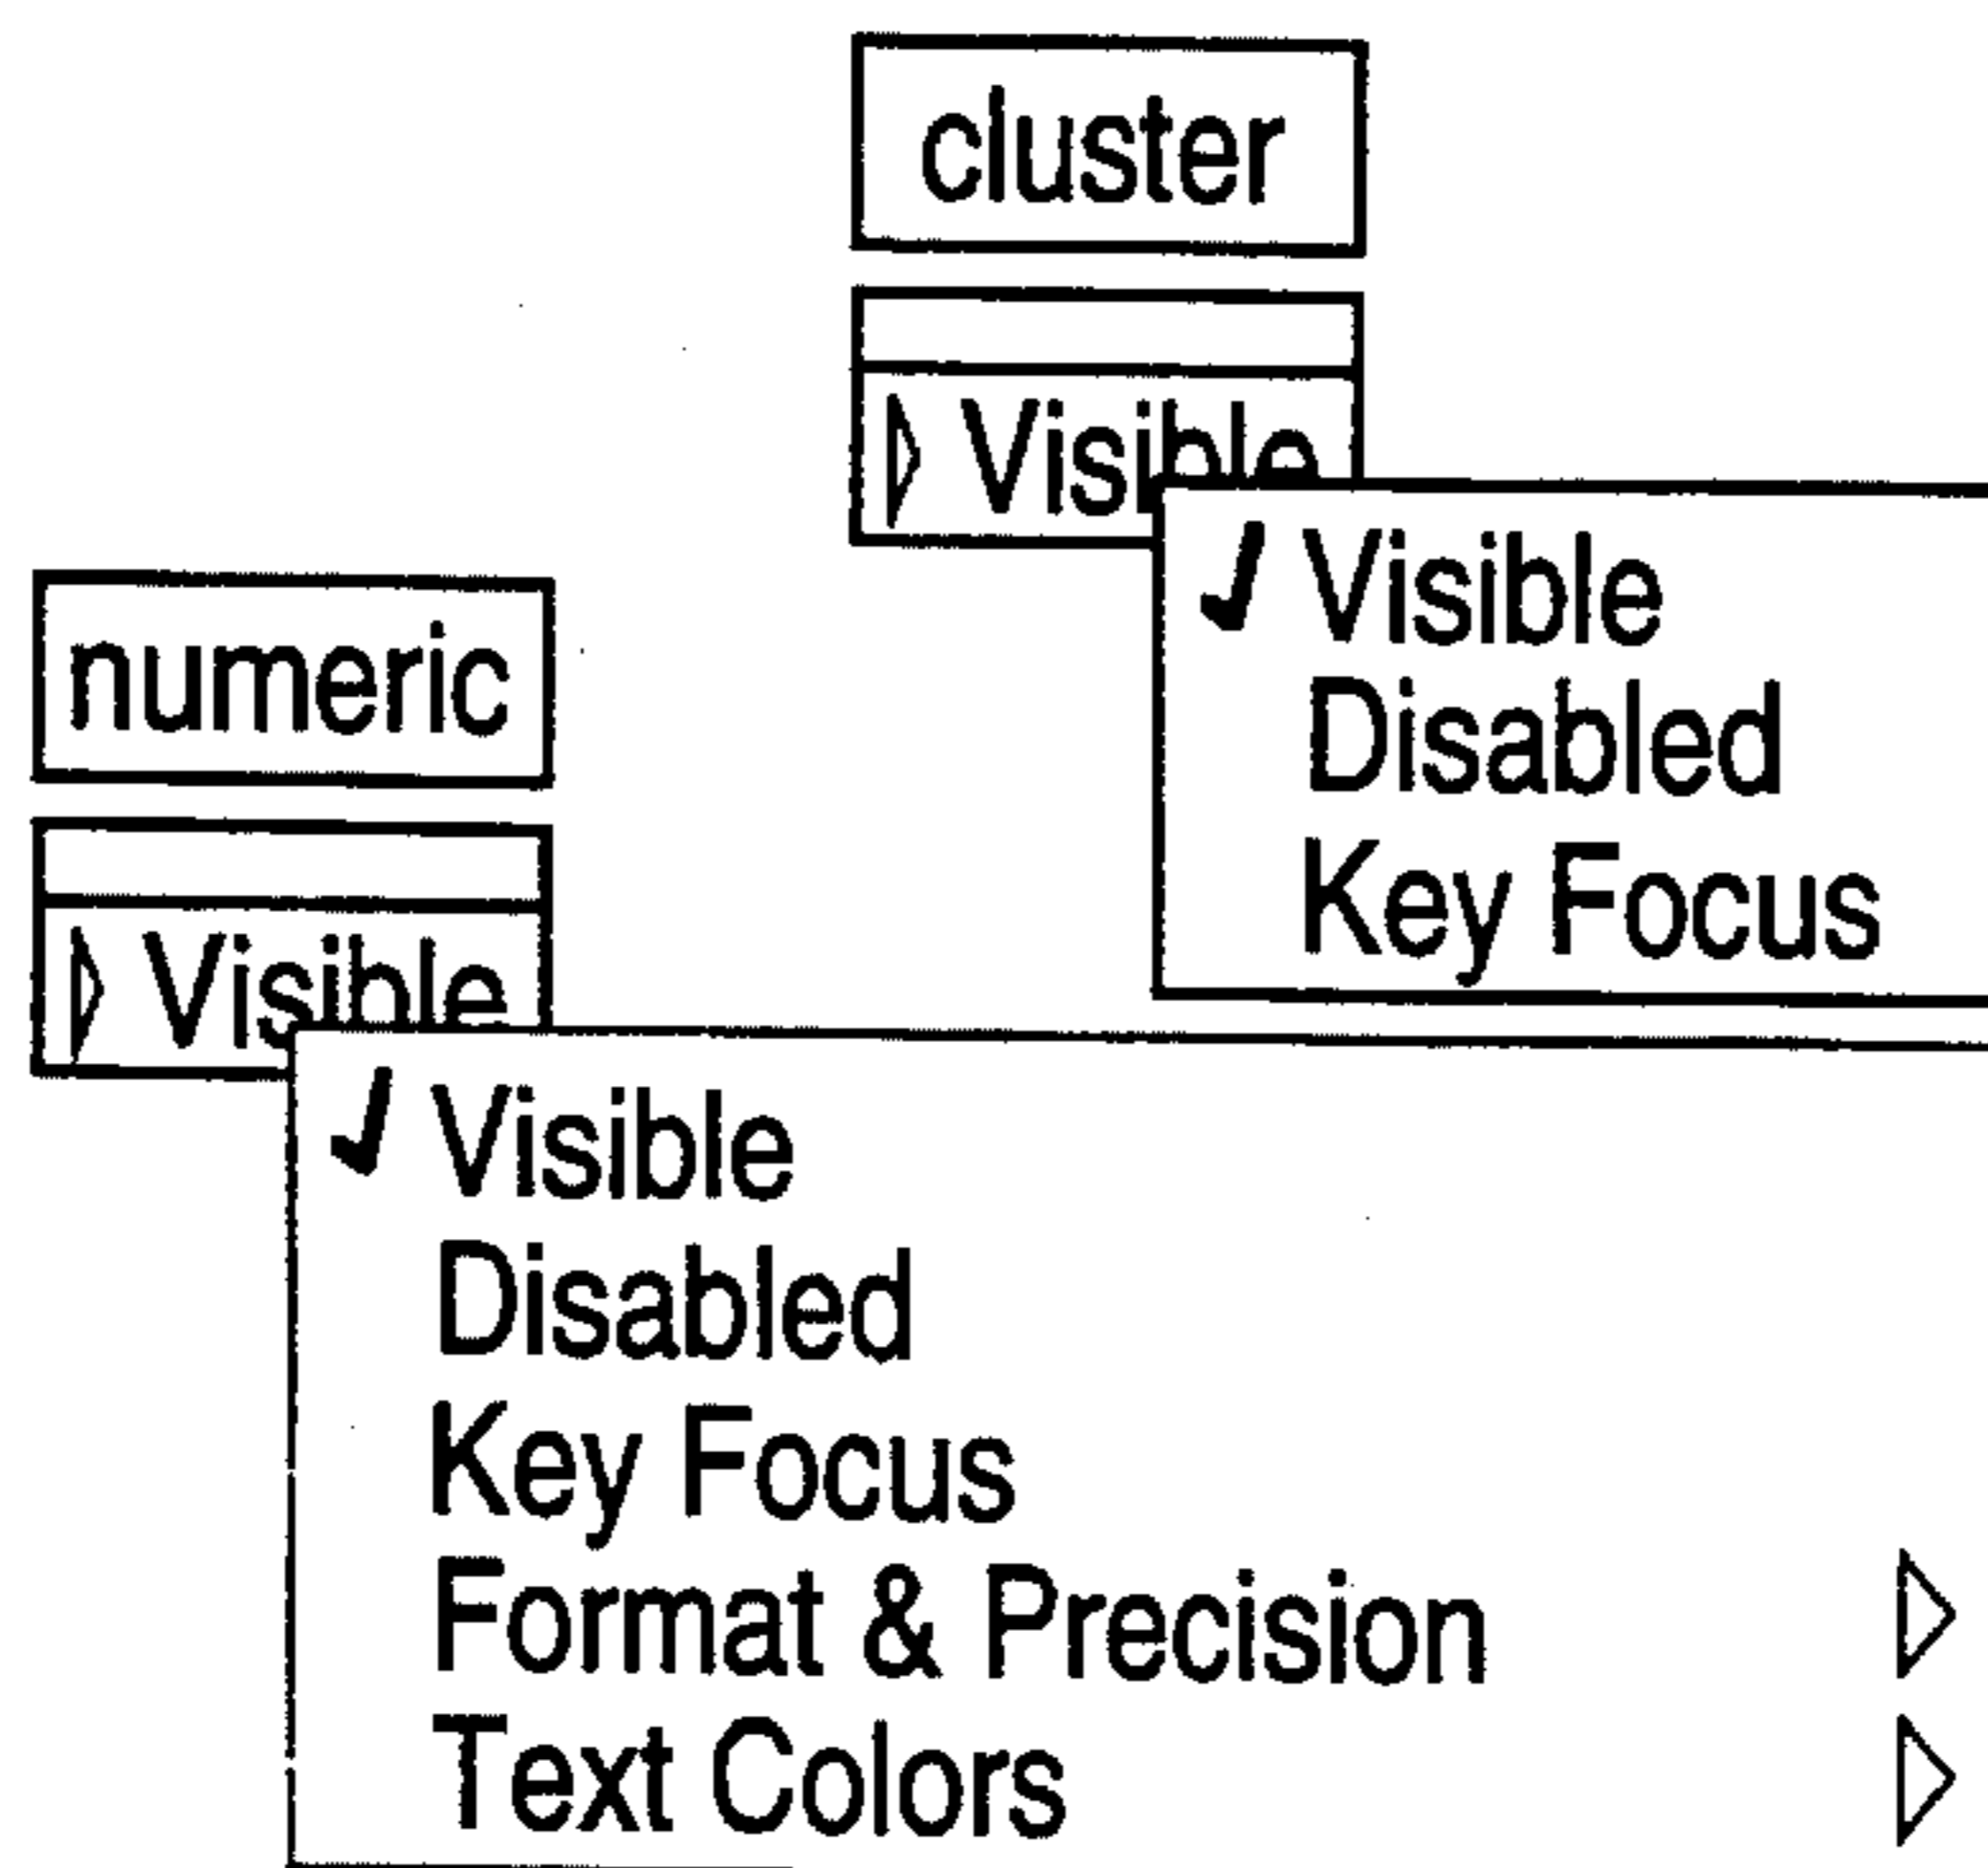 cluster
Visible
Visible
Disabled
Key Focus
numeric
Visible
Visible
Disabled
Key Focus
Format & Precision
Text Colors